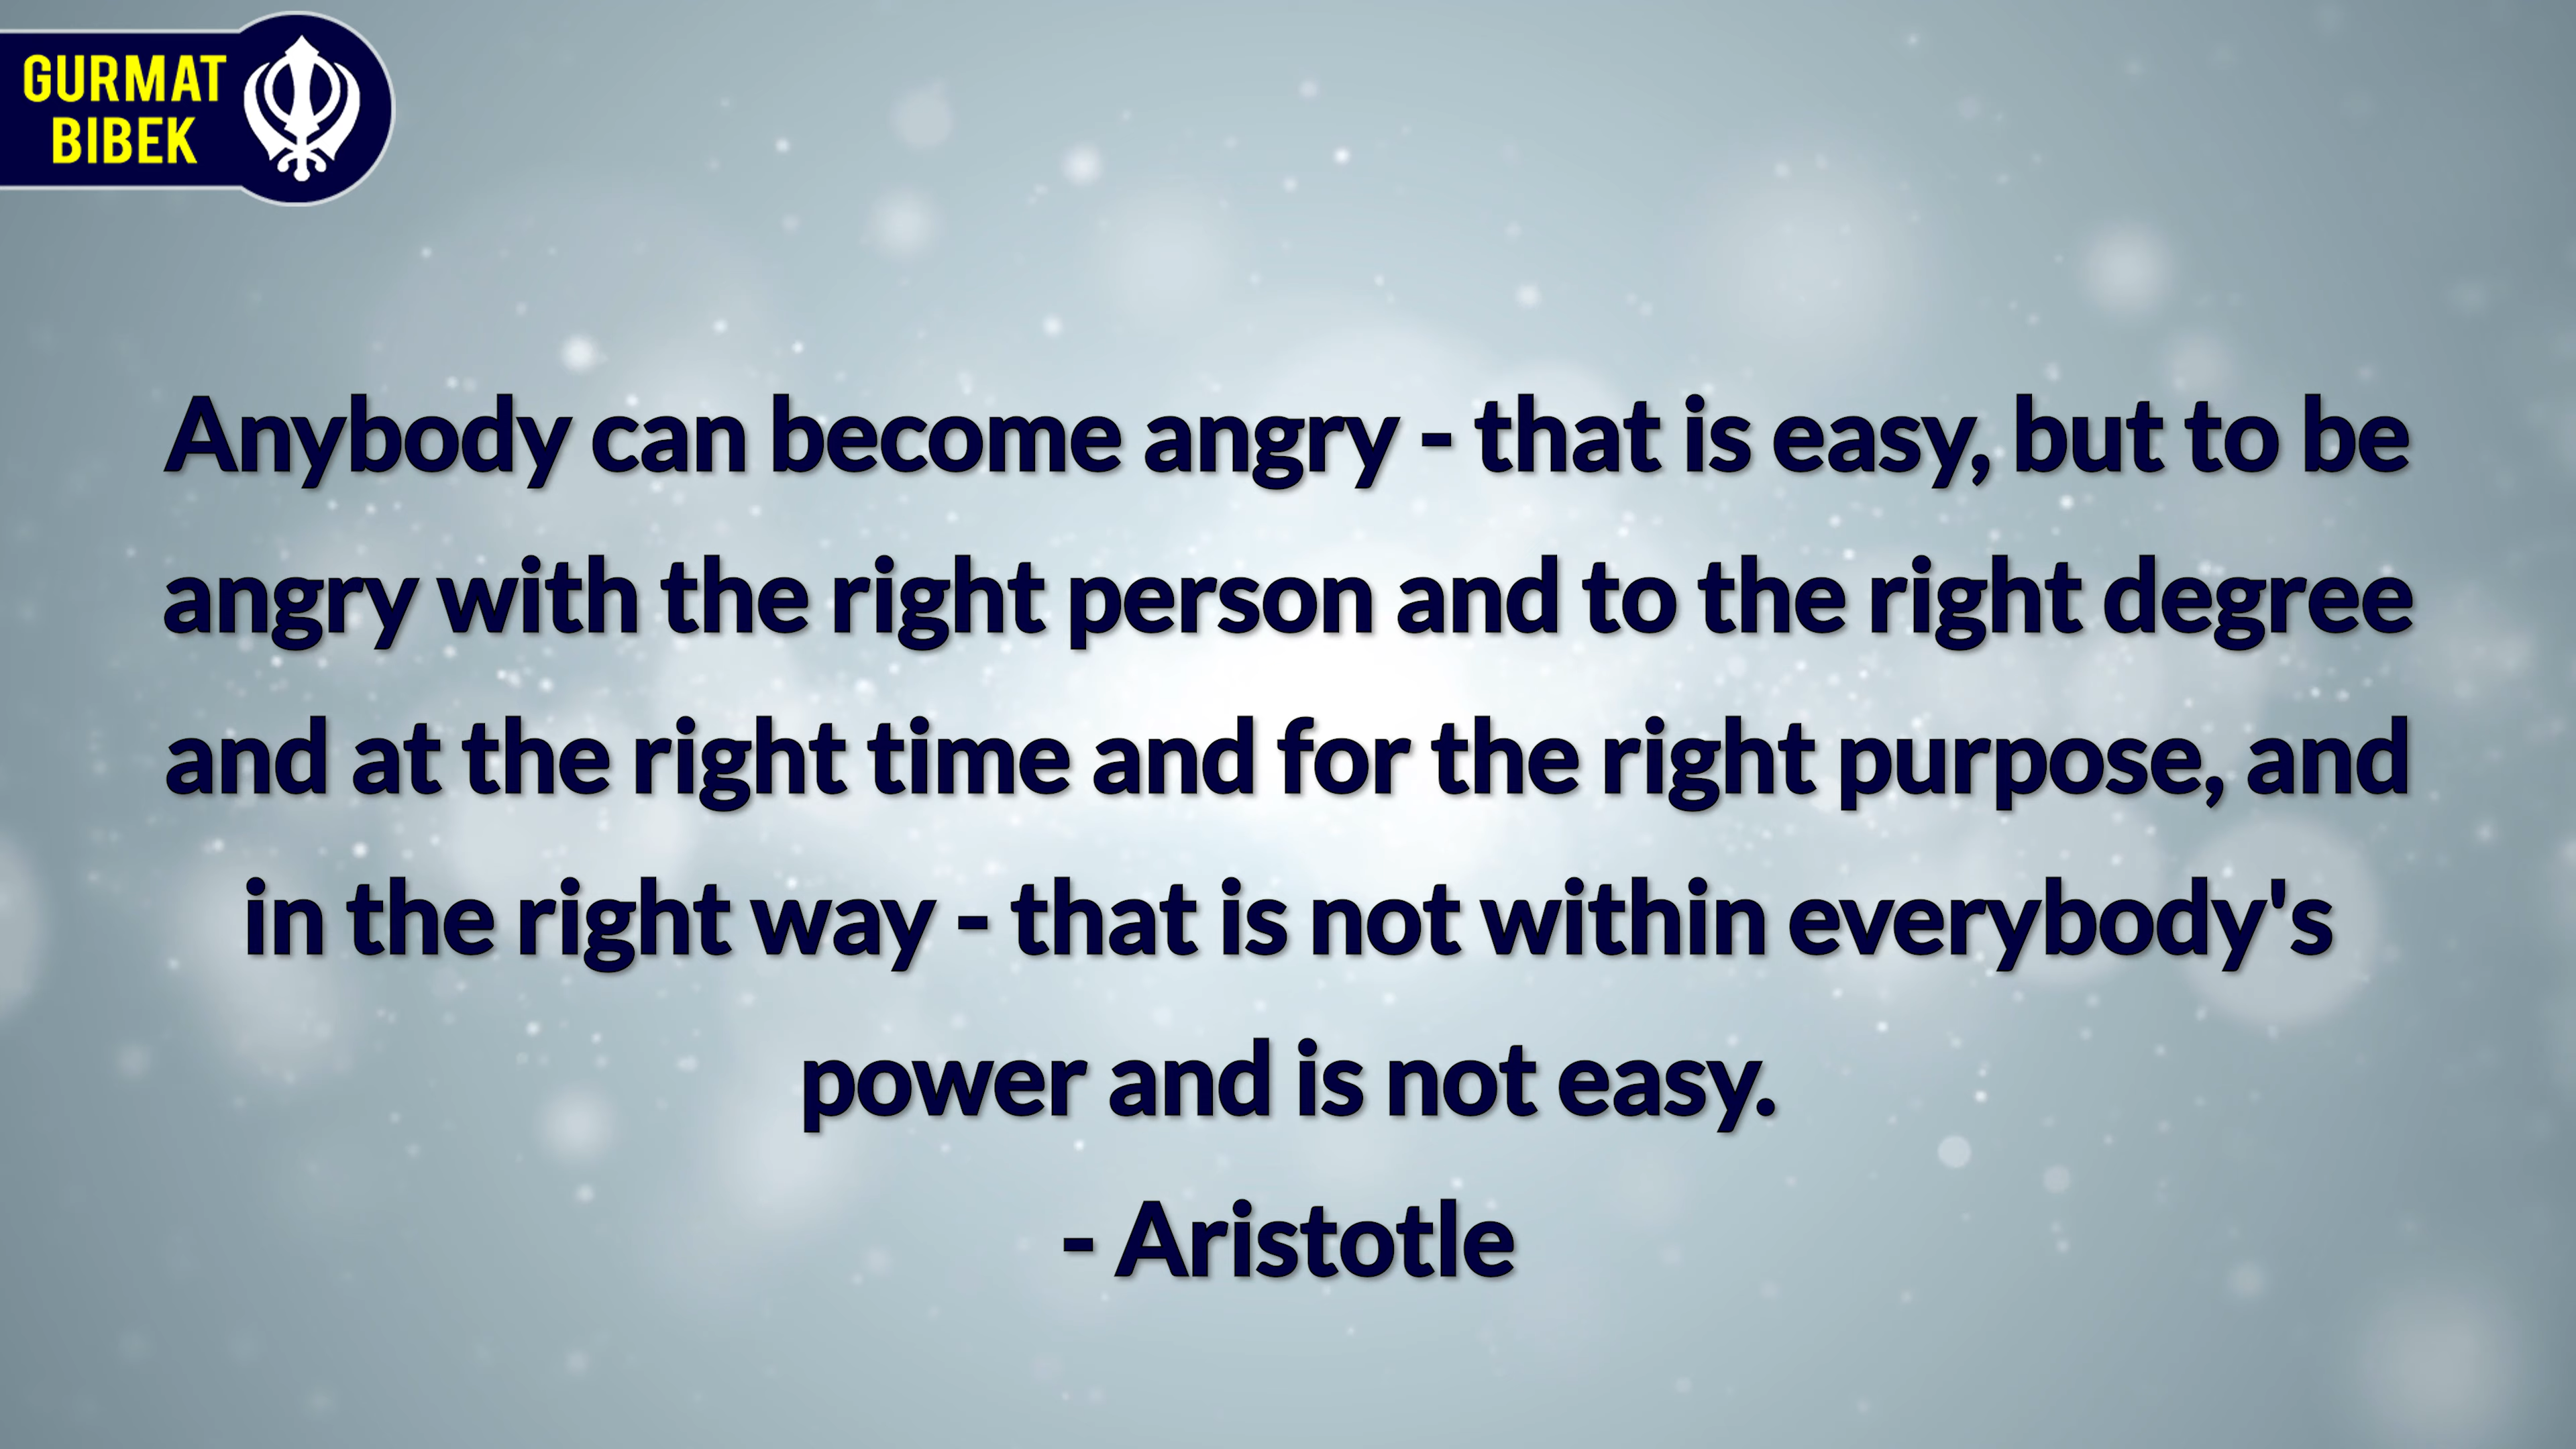 GURMAT
BIBEK
Anybody can become angry - that is easy, but to be
angry with the right person and to the right degree
and at the right time and for the right purpose, and
in the right way - that is not within everybody's
power and is not easy.
- Aristotle